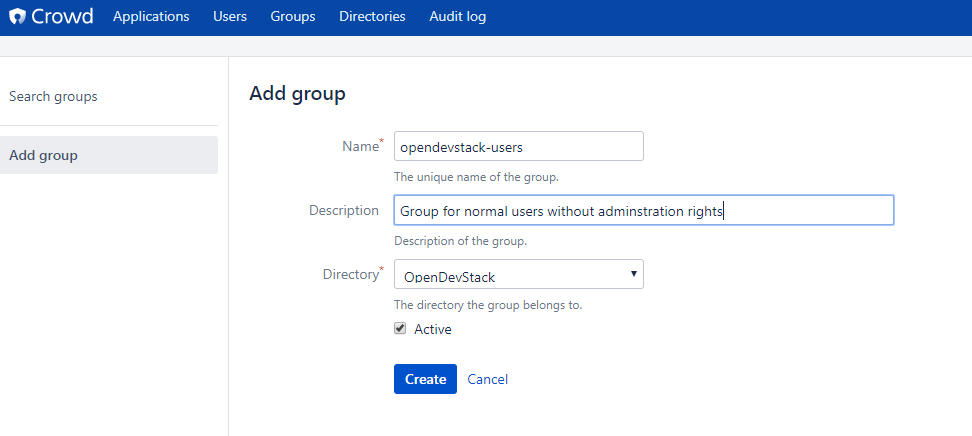 Crowd Applications Users Groups Directories Audit log
Search groups
Add group
Add group
Name*
opendevstack-users
The unique name of the group.
Description
Group for normal users without adminstration rights
Description of the group.
Directory*
OpenDevStack
The directory the group belongs to.
Active
Create Cancel